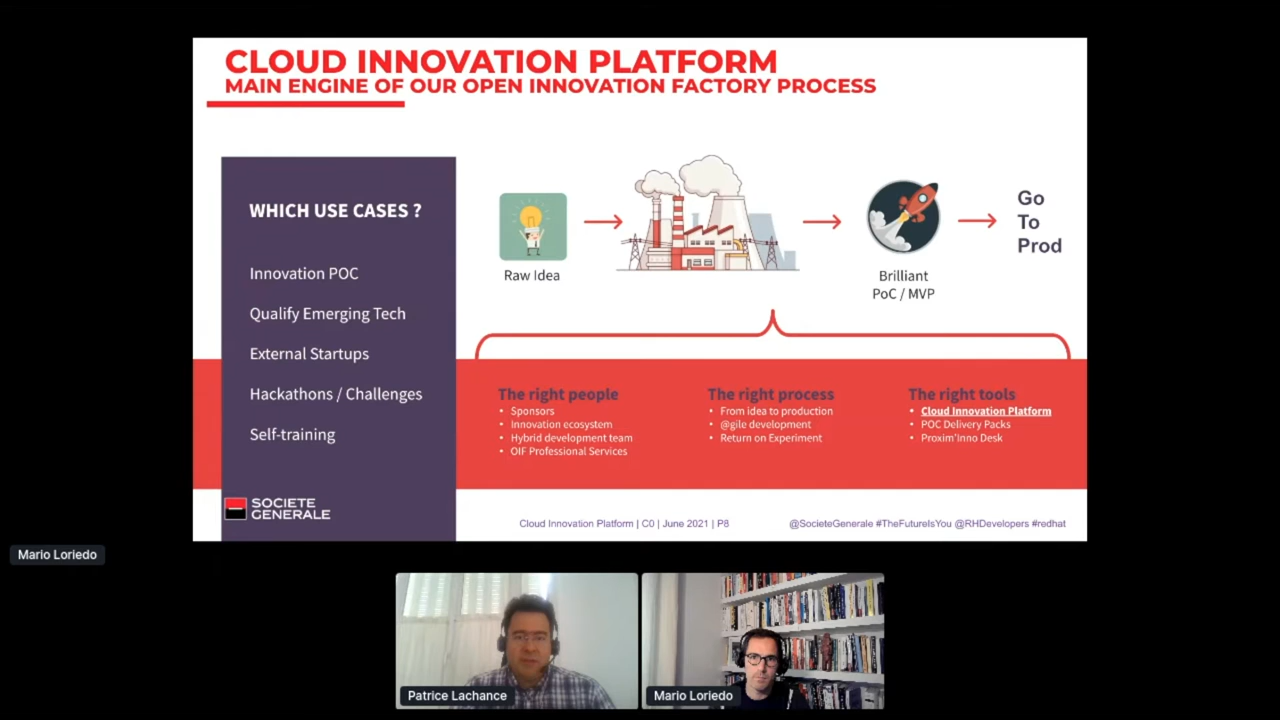 CLOUD INNOVATION PLATFORM
MAIN ENGINE OF OUR OPEN INNOVATION FACTORY PROCESS
WHICH USE CASES ?
Innovation POC
Qualify Emerging Tech
External Startups
Hackathons / Challenges
Self-training
SOCIETE
GENERALE
Raw Idea
Brilliant
PoC / MVP
Go
To
Prod
The right people
• Sponsors
• Innovation ecosystem
• Hybrid development team
• OIF Professional Services
The right process
• From idea to production
• @gile development
• Return on Experiment
The right tools
• Cloud Innovation Platform
• POC Delivery Packs
• Proxim'Inno Desk
Cloud Innovation Platform | C0 | June 2021 | P8
@SocieteGenerale #TheFutureIsYou @RHDevelopers #redhat
Mario Loriedo
Patrice Lachance
Mario Loriedo